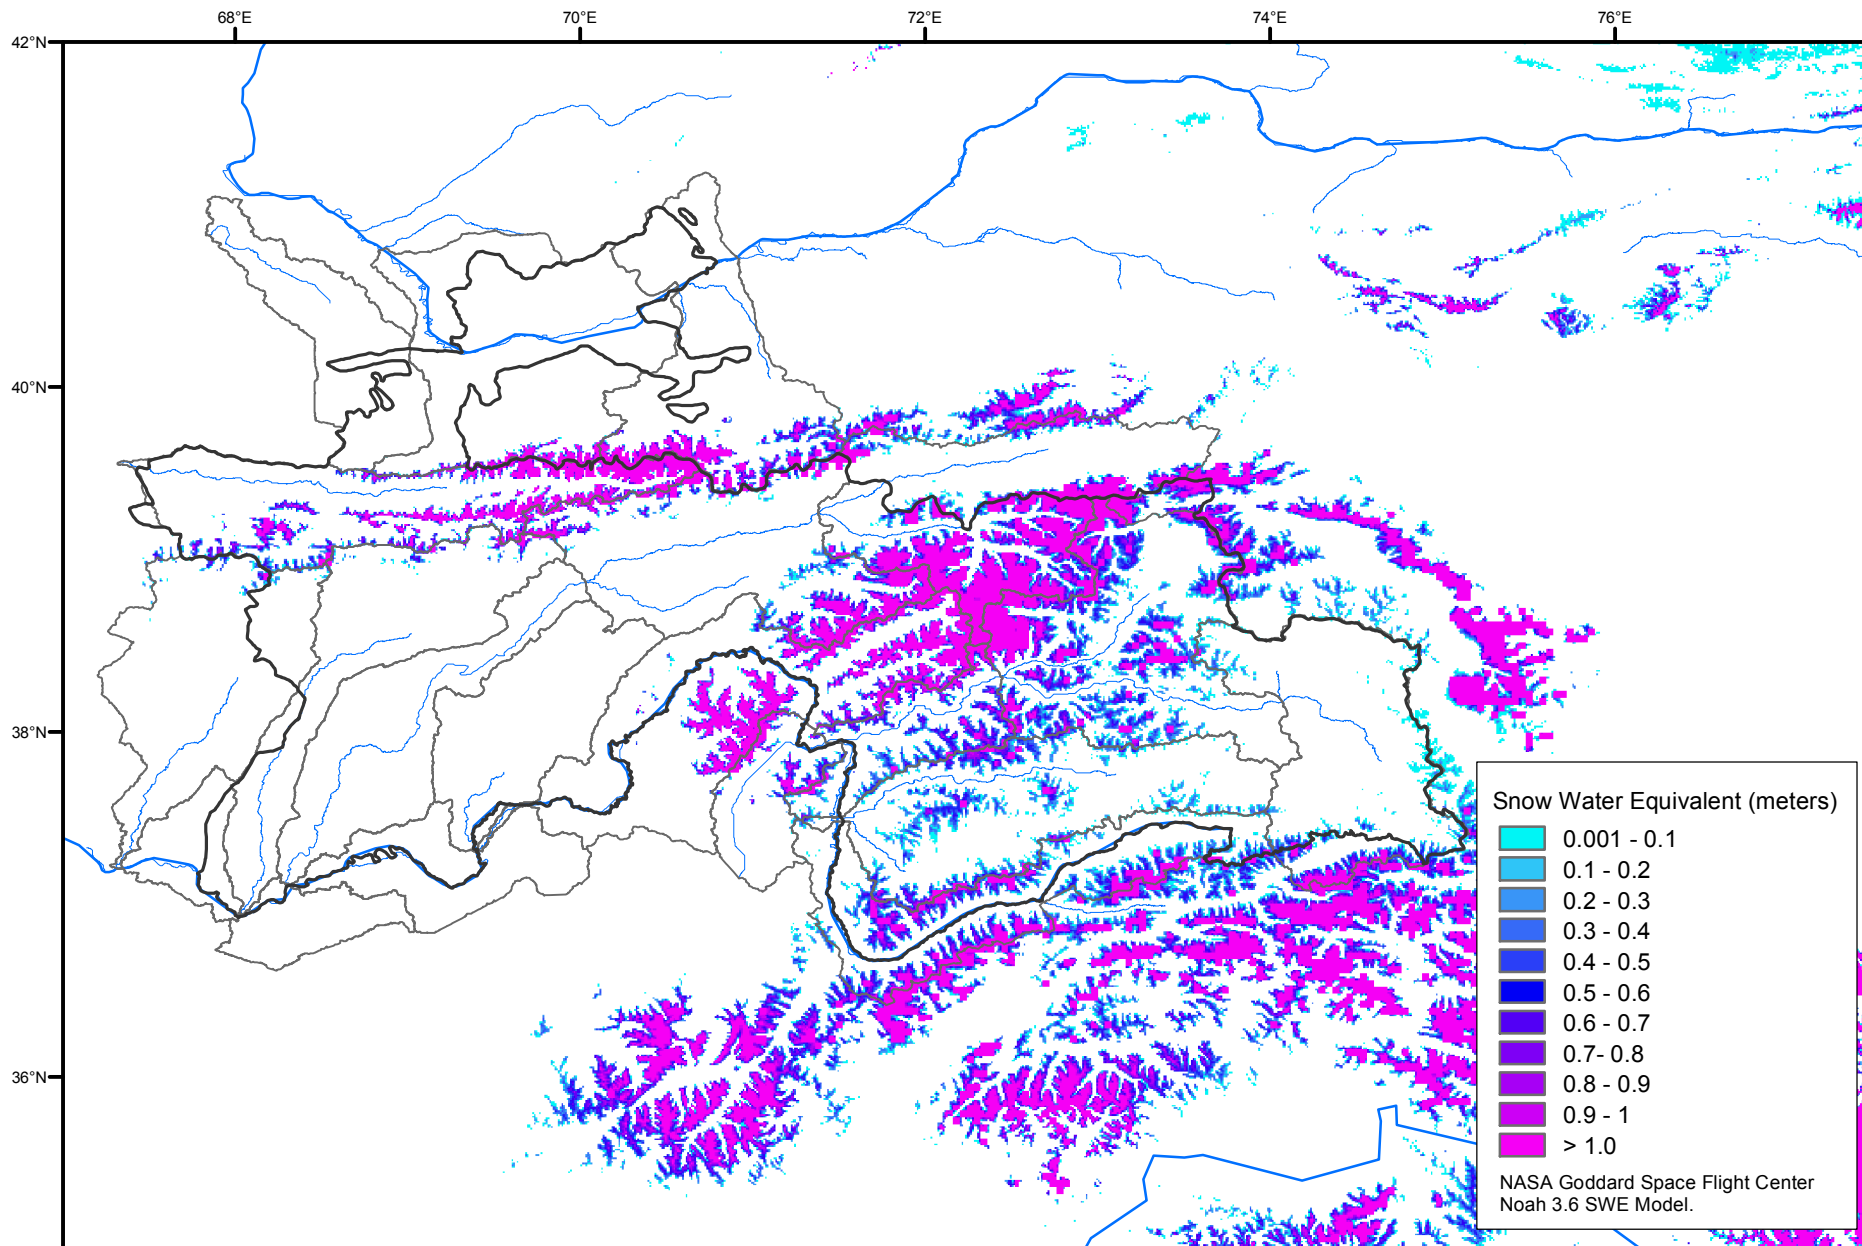 68°E 70°E 72°E 74°E 76°E
42°N
40°N
38°N
36°N
Snow Water Equivalent (meters)
0.001 - 0.1
0.1 - 0.2
0.2 - 0.3
0.3 - 0.4
0.4 - 0.5
0.5 - 0.6
0.6 - 0.7
0.7- 0.8
0.8 - 0.9
0.9 - 1
> 1.0
NASA Goddard Space Flight Center
Noah 3.6 SWE Model.